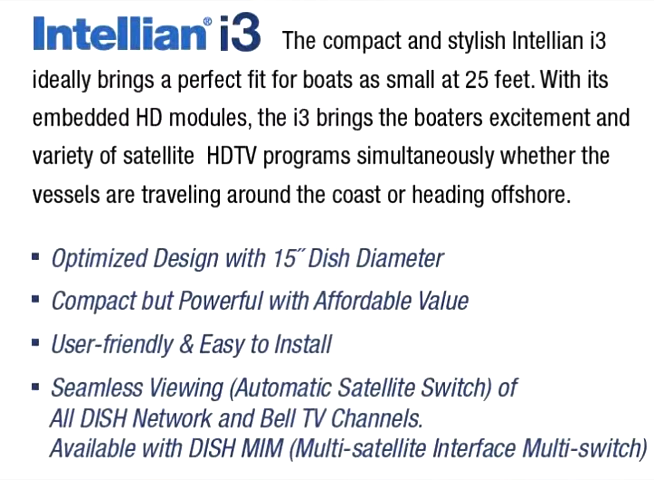 Intellian® i3 The compact and stylish Intellian i3
ideally brings a perfect fit for boats as small at 25 feet. With its
embedded HD modules, the i3 brings the boaters excitement and
variety of satellite HDTV programs simultaneously whether the
vessels are traveling around the coast or heading offshore.
▪ Optimized Design with 15˝ Dish Diameter
▪ Compact but Powerful with Affordable Value
▪ User-friendly & Easy to Install
▪ Seamless Viewing (Automatic Satellite Switch) of
All DISH Network and Bell TV Channels.
Available with DISH MIM (Multi-satellite Interface Multi-switch)